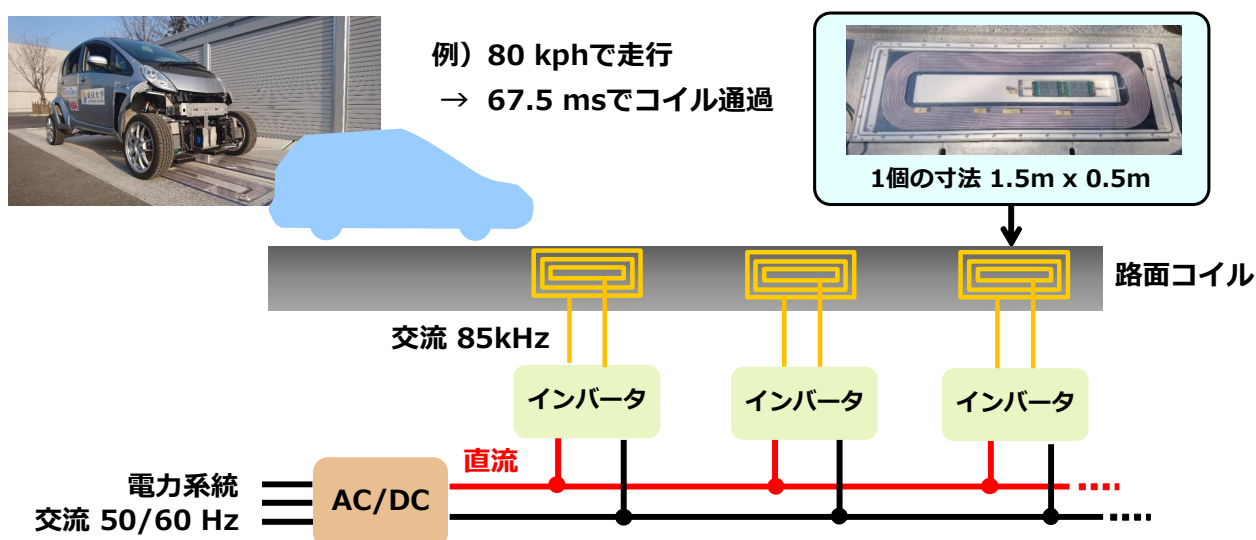 例）80 kphで走行
→ 67.5 msでコイル通過
1個の寸法 1.5m x 0.5m
路面コイル
交流 85kHz
インバータ
インバータ
インバータ
直流
電力系統
交流 50/60 Hz
AC/DC